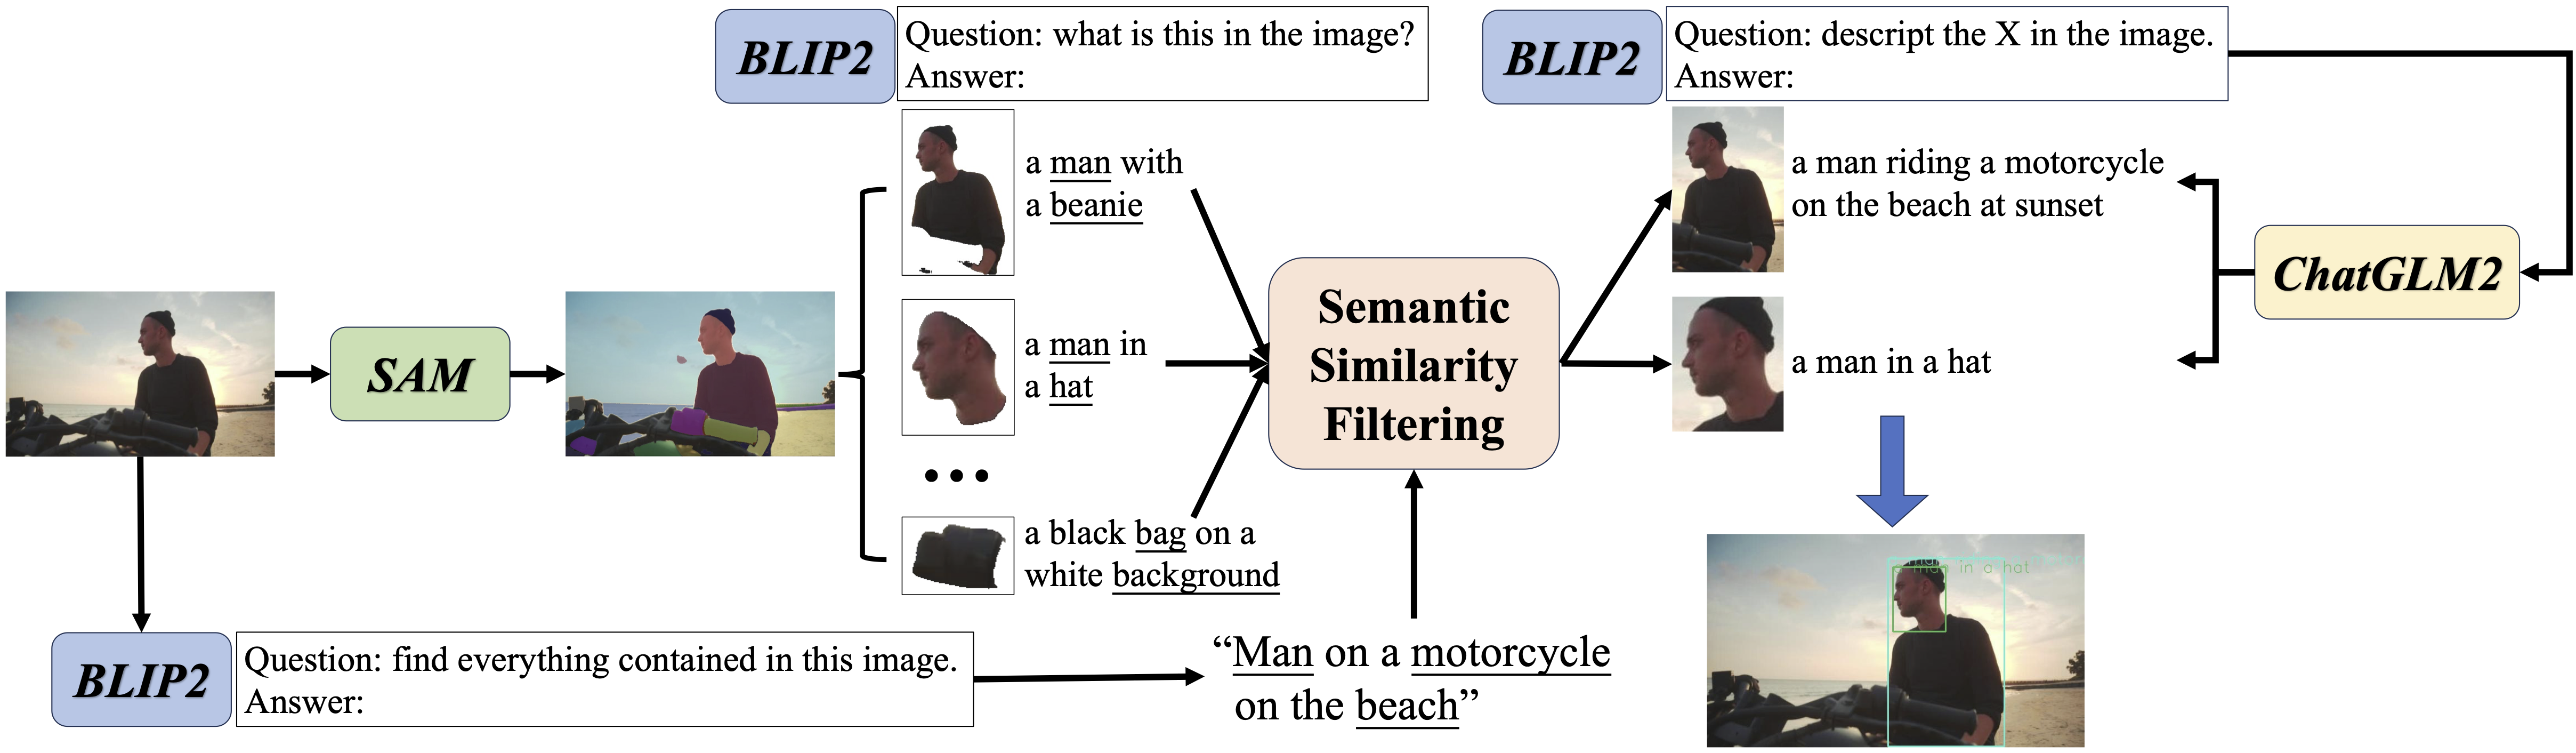 BLIP2
Question: what is this in the image?
Answer:
BLIP2
Question: descript the X in the image.
Answer:
a man with
a beanie
a man in
a hat
a black bag on a
white background
SAM
Semantic
Similarity
Filtering
a man riding a motorcycle
on the beach at sunset
a man in a hat
ChatGLM2
a man in a hat
BLIP2
Question: find everything contained in this image.
Answer:
“Man on a motorcycle
on the beach”